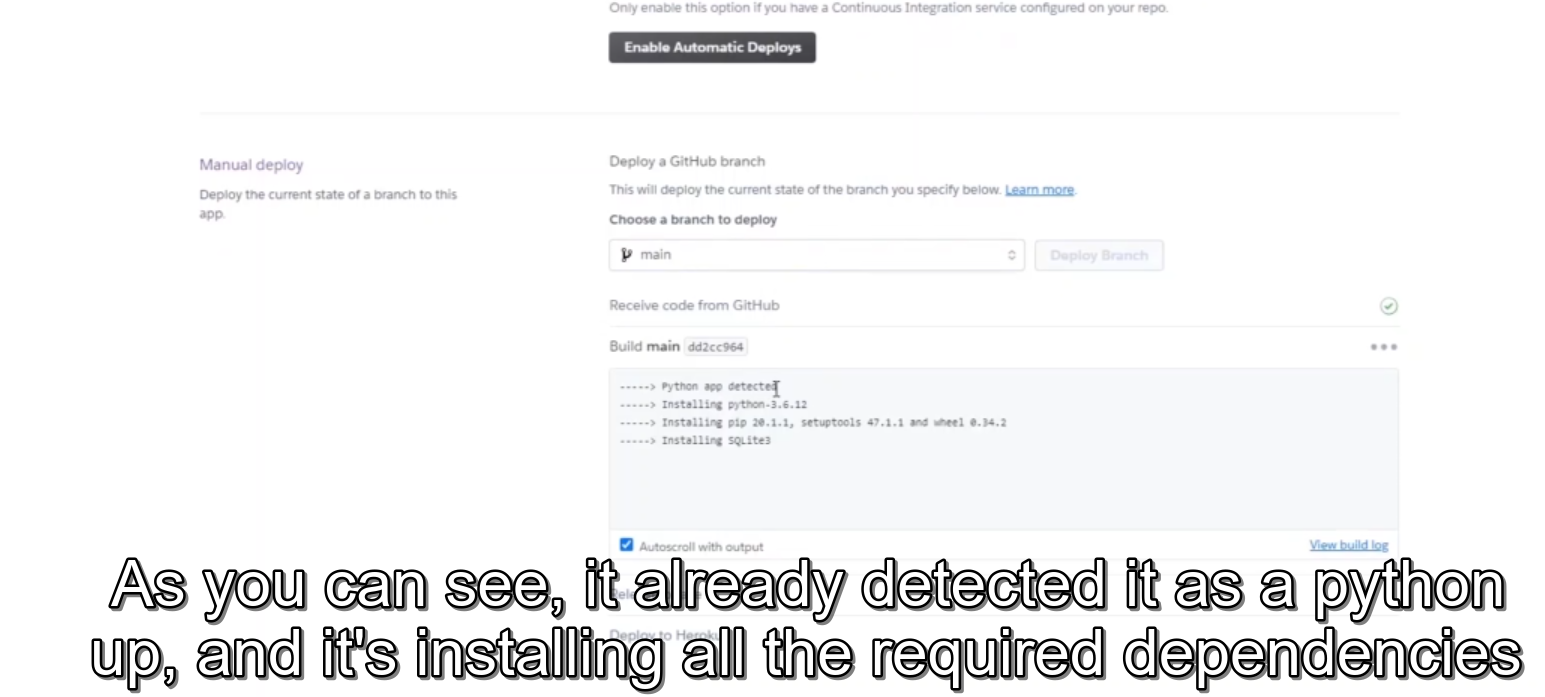 Only enable this option if you have a Continuous Integration service configured on your repo.
Enable Automatic Deploys
Manual deploy
Deploy the current state of a branch to this
app.
Deploy a GitHub branch
This will deploy the current state of the branch you specify below. Learn more.
Choose a branch to deploy
main
Deploy Branch
Receive code from GitHub
Build main dd2cc964
-----> Python app detected
-----> Installing python-3.6.12
-----> Installing pip 20.1.1, setuptools 47.1.1 and wheel 0.34.2
-----> Installing SQLite3
Autoscroll with output
View build log
As you can see, it already detected it as a python
Deploy to Heroku
up, and it's installing all the required dependencies